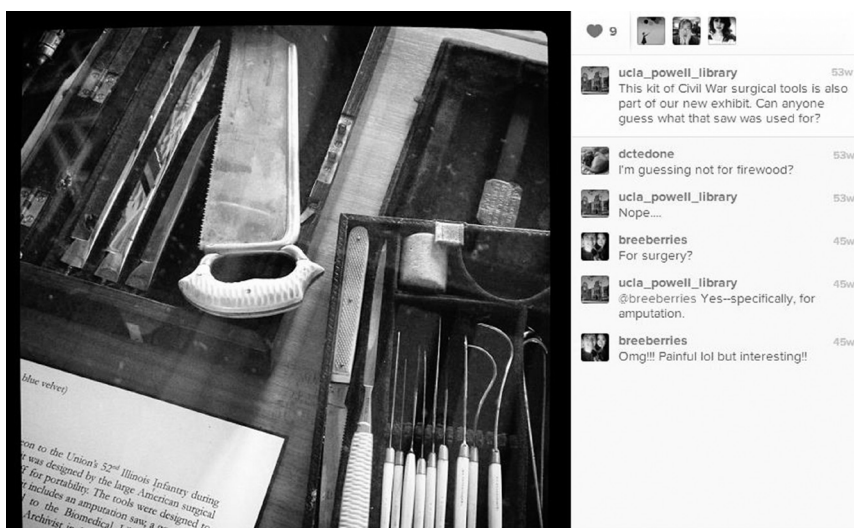 9
ucla_powell_library 53w
This kit of Civil War surgical tools is also
part of our new exhibit. Can anyone
guess what that saw was used for?
dctedone 53w
I'm guessing not for firewood?
ucla_powell_library 53w
Nope....
breeberries 45w
For surgery?
ucla_powell_library 45w
@breeberries Yes--specifically, for
amputation.
breeberries 45w
Omg!!! Painful lol but interesting!!
blue velvet)
to the Union's 52nd Illinois Infantry during
was designed by the large American surgical
for portability. The tools were designed to
includes an amputation saw, a
to the Biomedical
Archivist in